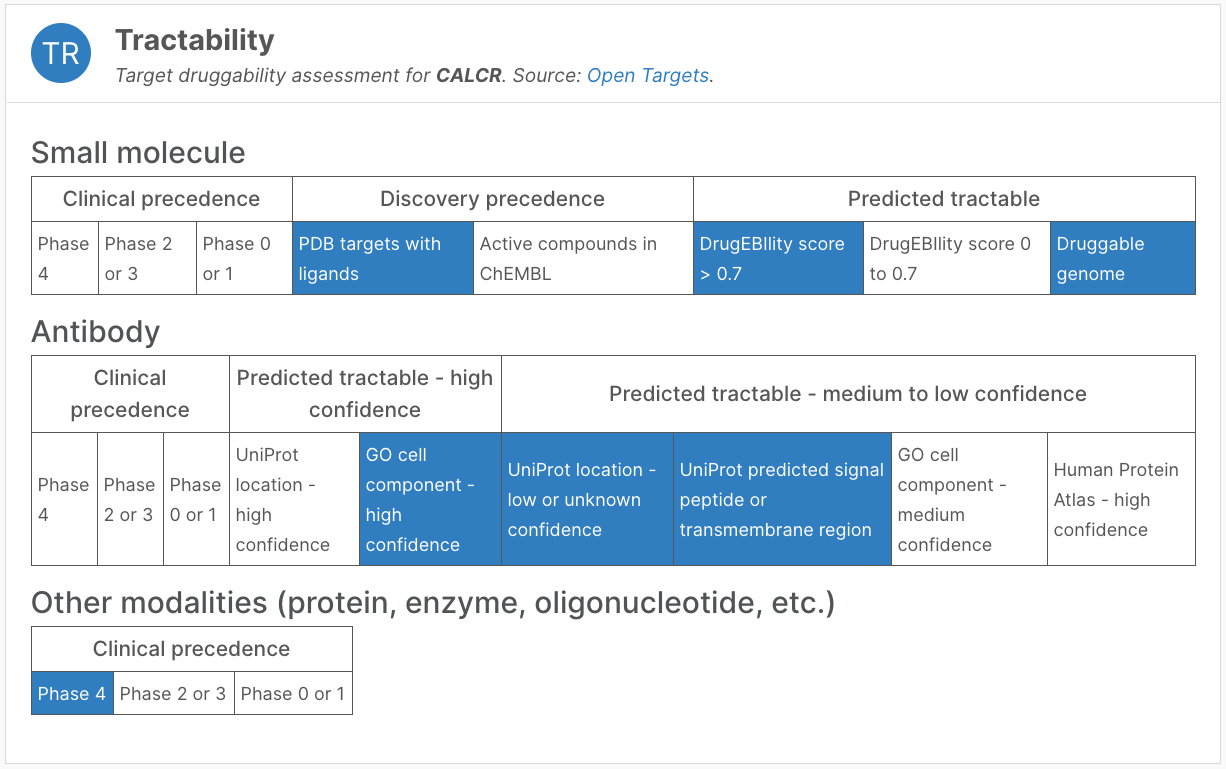 TR
Tractability
Target druggability assessment for CALCR. Source: Open Targets.
Small molecule
Clinical precedence
Discovery precedence
Predicted tractable
Phase
4
Phase 2
or 3
Phase 0
or 1
PDB targets with
ligands
Active compounds in
ChEMBL
DrugEBIlity score
> 0.7
DrugEBIlity score 0
to 0.7
Druggable
genome
Antibody
Clinical
precedence
Predicted tractable - high
confidence
Predicted tractable - medium to low confidence
Phase
4
Phase
2 or 3
Phase
0 or 1
UniProt
location -
high
confidence
GO cell
component -
high
confidence
UniProt location -
low or unknown
confidence
UniProt predicted signal
peptide or
transmembrane region
GO cell
component -
medium
confidence
Human Protein
Atlas - high
confidence
Other modalities (protein, enzyme, oligonucleotide, etc.)
Clinical precedence
Phase 4
Phase 2 or 3
Phase 0 or 1